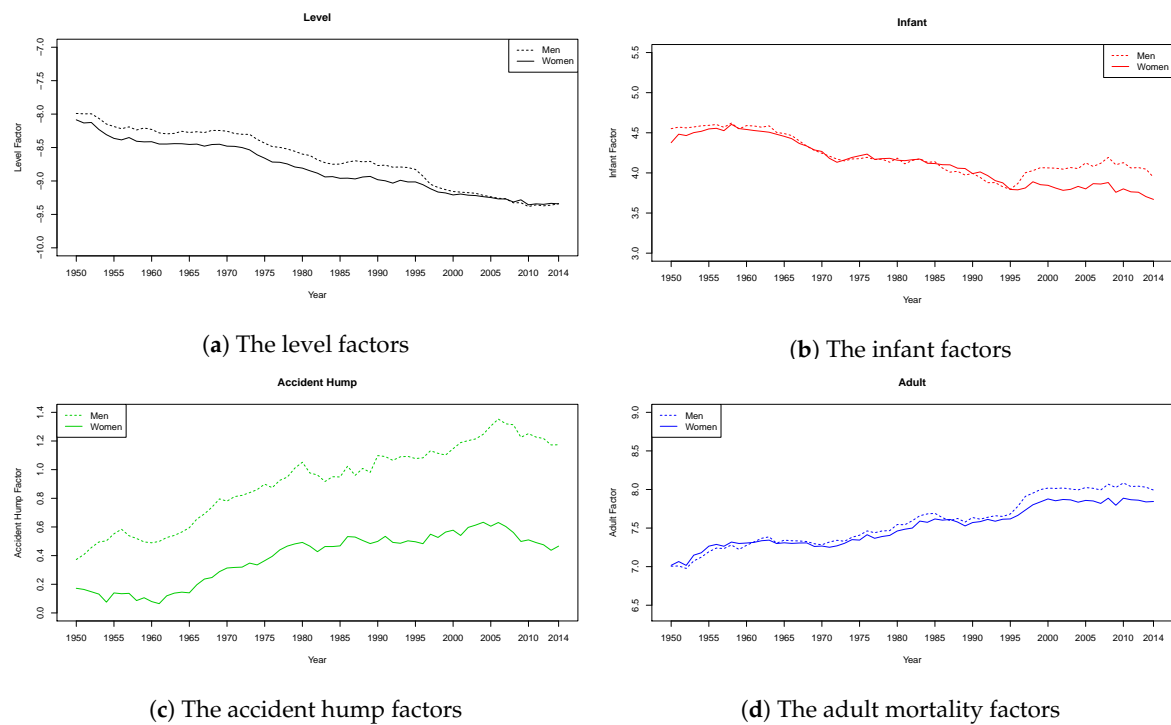 Level
Level Factor
−7.0
−7.5
−8.0
−8.5
−9.0
−9.5
−10.0
Men
Women
1950 1955 1960 1965 1970 1975 1980 1985 1990 1995 2000 2005 2010 2014
Year
(a) The level factors
Infant
Infant Factor
5.5
5.0
4.5
4.0
3.5
3.0
Men
Women
1950 1955 1960 1965 1970 1975 1980 1985 1990 1995 2000 2005 2010 2014
Year
(b) The infant factors
Accident Hump
Accident Hump Factor
1.4
1.2
1.0
0.8
0.6
0.4
0.2
0.0
Men
Women
1950 1955 1960 1965 1970 1975 1980 1985 1990 1995 2000 2005 2010 2014
Year
(c) The accident hump factors
Adult
Adult Factor
9.0
8.5
8.0
7.5
7.0
6.5
Men
Women
1950 1955 1960 1965 1970 1975 1980 1985 1990 1995 2000 2005 2010 2014
Year
(d) The adult mortality factors